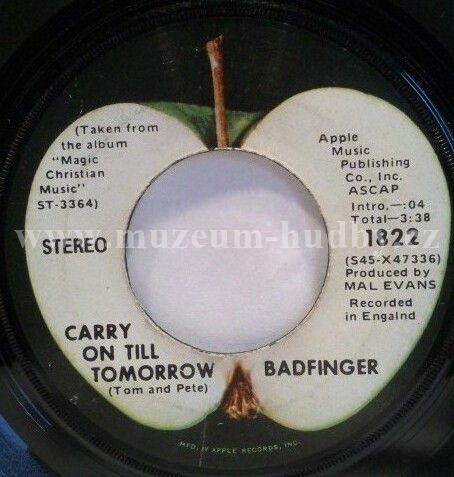 (Taken from
the album
"Magic
Christian
Music"
ST-3364)
STEREO
Apple
Music
Publishing
Co., Inc.
ASCAP
Intro.—:04
Total—3:38
1822
(S45-X47336)
Produced by
MAL EVANS
Recorded
in Engalnd
www.muzeum-hudby.cz
CARRY
ON TILL
TOMORROW
(Tom and Pete)
BADFINGER
MFD. BY APPLE RECORDS, INC.